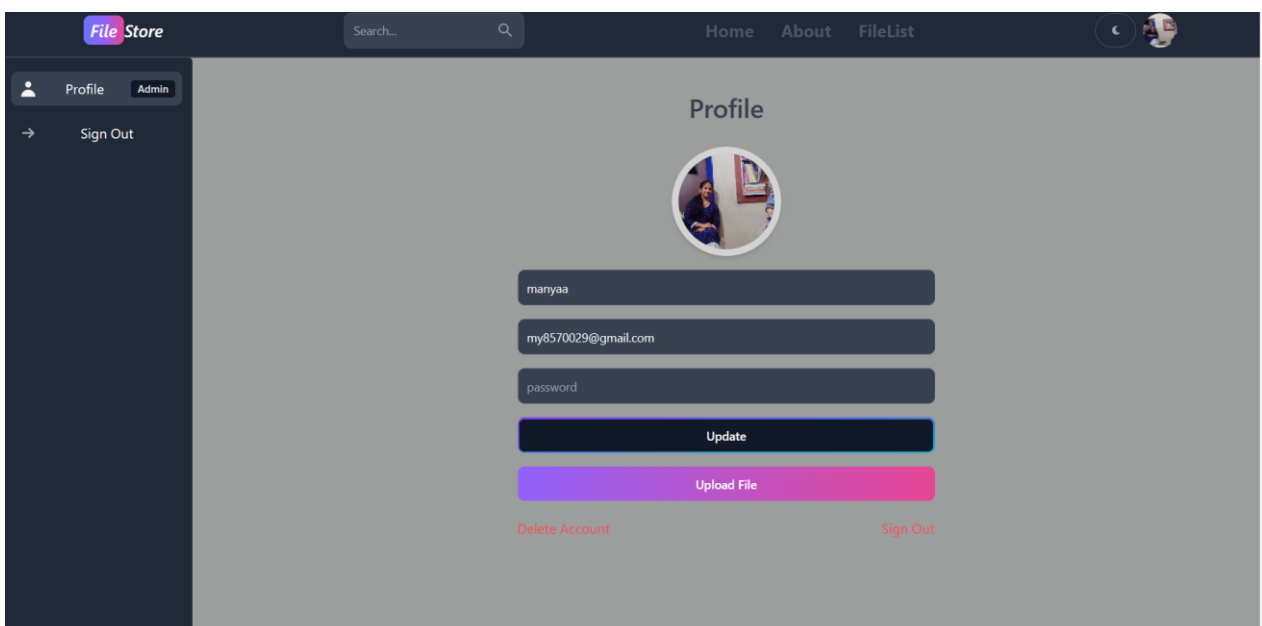 File Store
Search...
Home About FileList
Profile Admin
Sign Out
Profile
manyaa
my8570029@gmail.com
password
Update
Upload File
Delete Account Sign Out